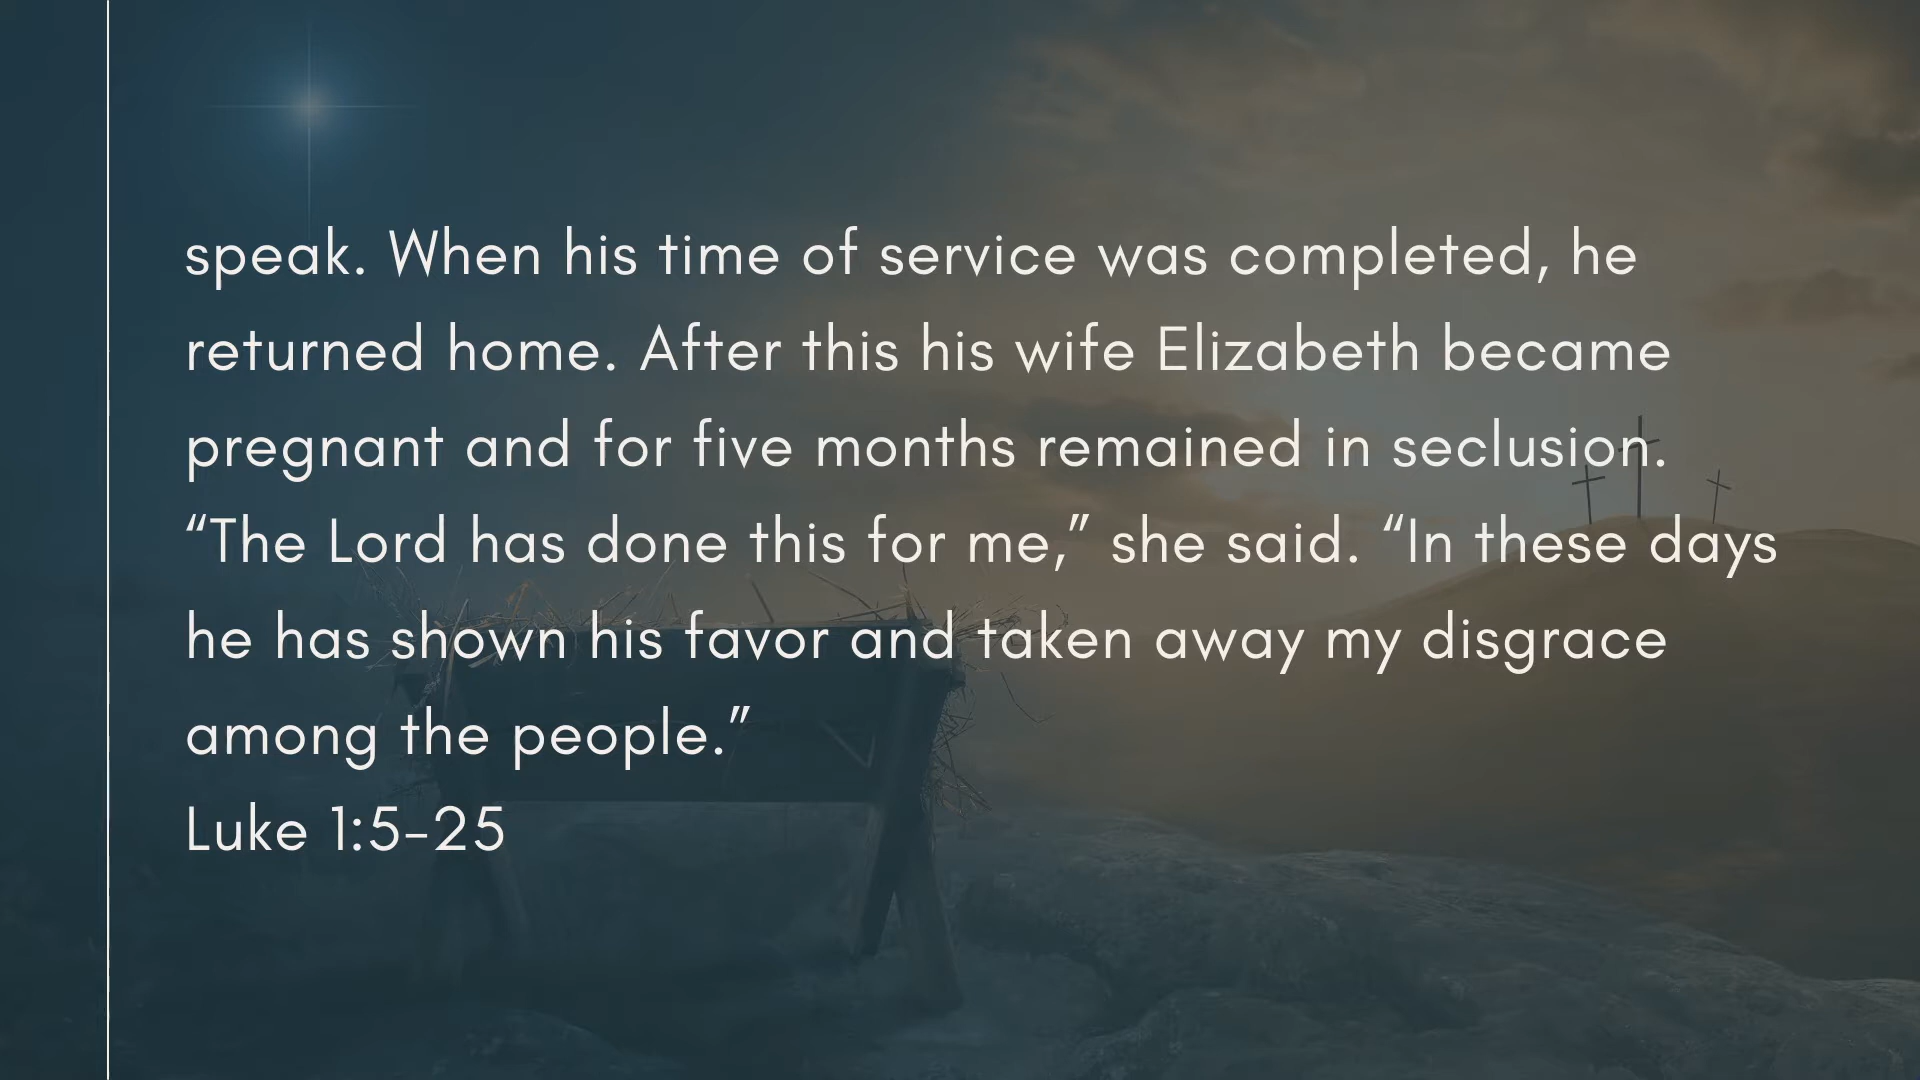 speak. When his time of service was completed, he
returned home. After this his wife Elizabeth became
pregnant and for five months remained in seclusion.
“The Lord has done this for me,” she said. “In these days
he has shown his favor and taken away my disgrace
among the people.”
Luke 1:5-25